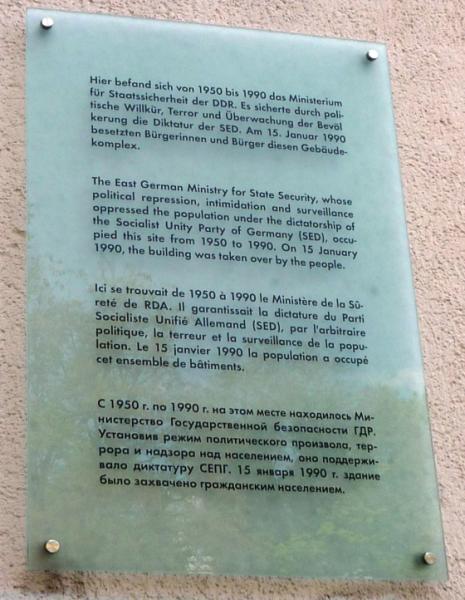 Hier befand sich von 1950 bis 1990 das Ministerium
für Staatssicherheit der DDR. Es sicherte durch poli-
tische Willkür, Terror und Überwachung der Bevöl
kerung die Diktatur der SED. Am 15. Januar 1990
besetzten Bürgerinnen und Bürger diesen Gebäude-
komplex.
The East German Ministry for State Security, whose
political repression, intimidation and surveillance
oppressed the population under the dictatorship of
the Socialist Unity Party of Germany (SED), occu-
pied this site from 1950 to 1990. On 15 January
1990, the building was taken over by the people.
Ici se trouvait de 1950 à 1990 le Ministère de la Sû-
reté de RDA. Il garantissait la dictature du Parti
Socialiste Unifié Allemand (SED), par l'arbitraire
politique, la terreur et la surveillance de la popu-
lation. Le 15 janvier 1990 la population a occupé
cet ensemble de bâtiments.
С 1950 г. по 1990 г. на этом месте находилось Ми-
нистерство Государственной безопасности ГДР.
Установив режим политического произвола, тер-
рора и надзора над населением, оно поддержи-
вало диктатуру СЕПГ. 15 января 1990 г. здание
было захвачено гражданским населением.